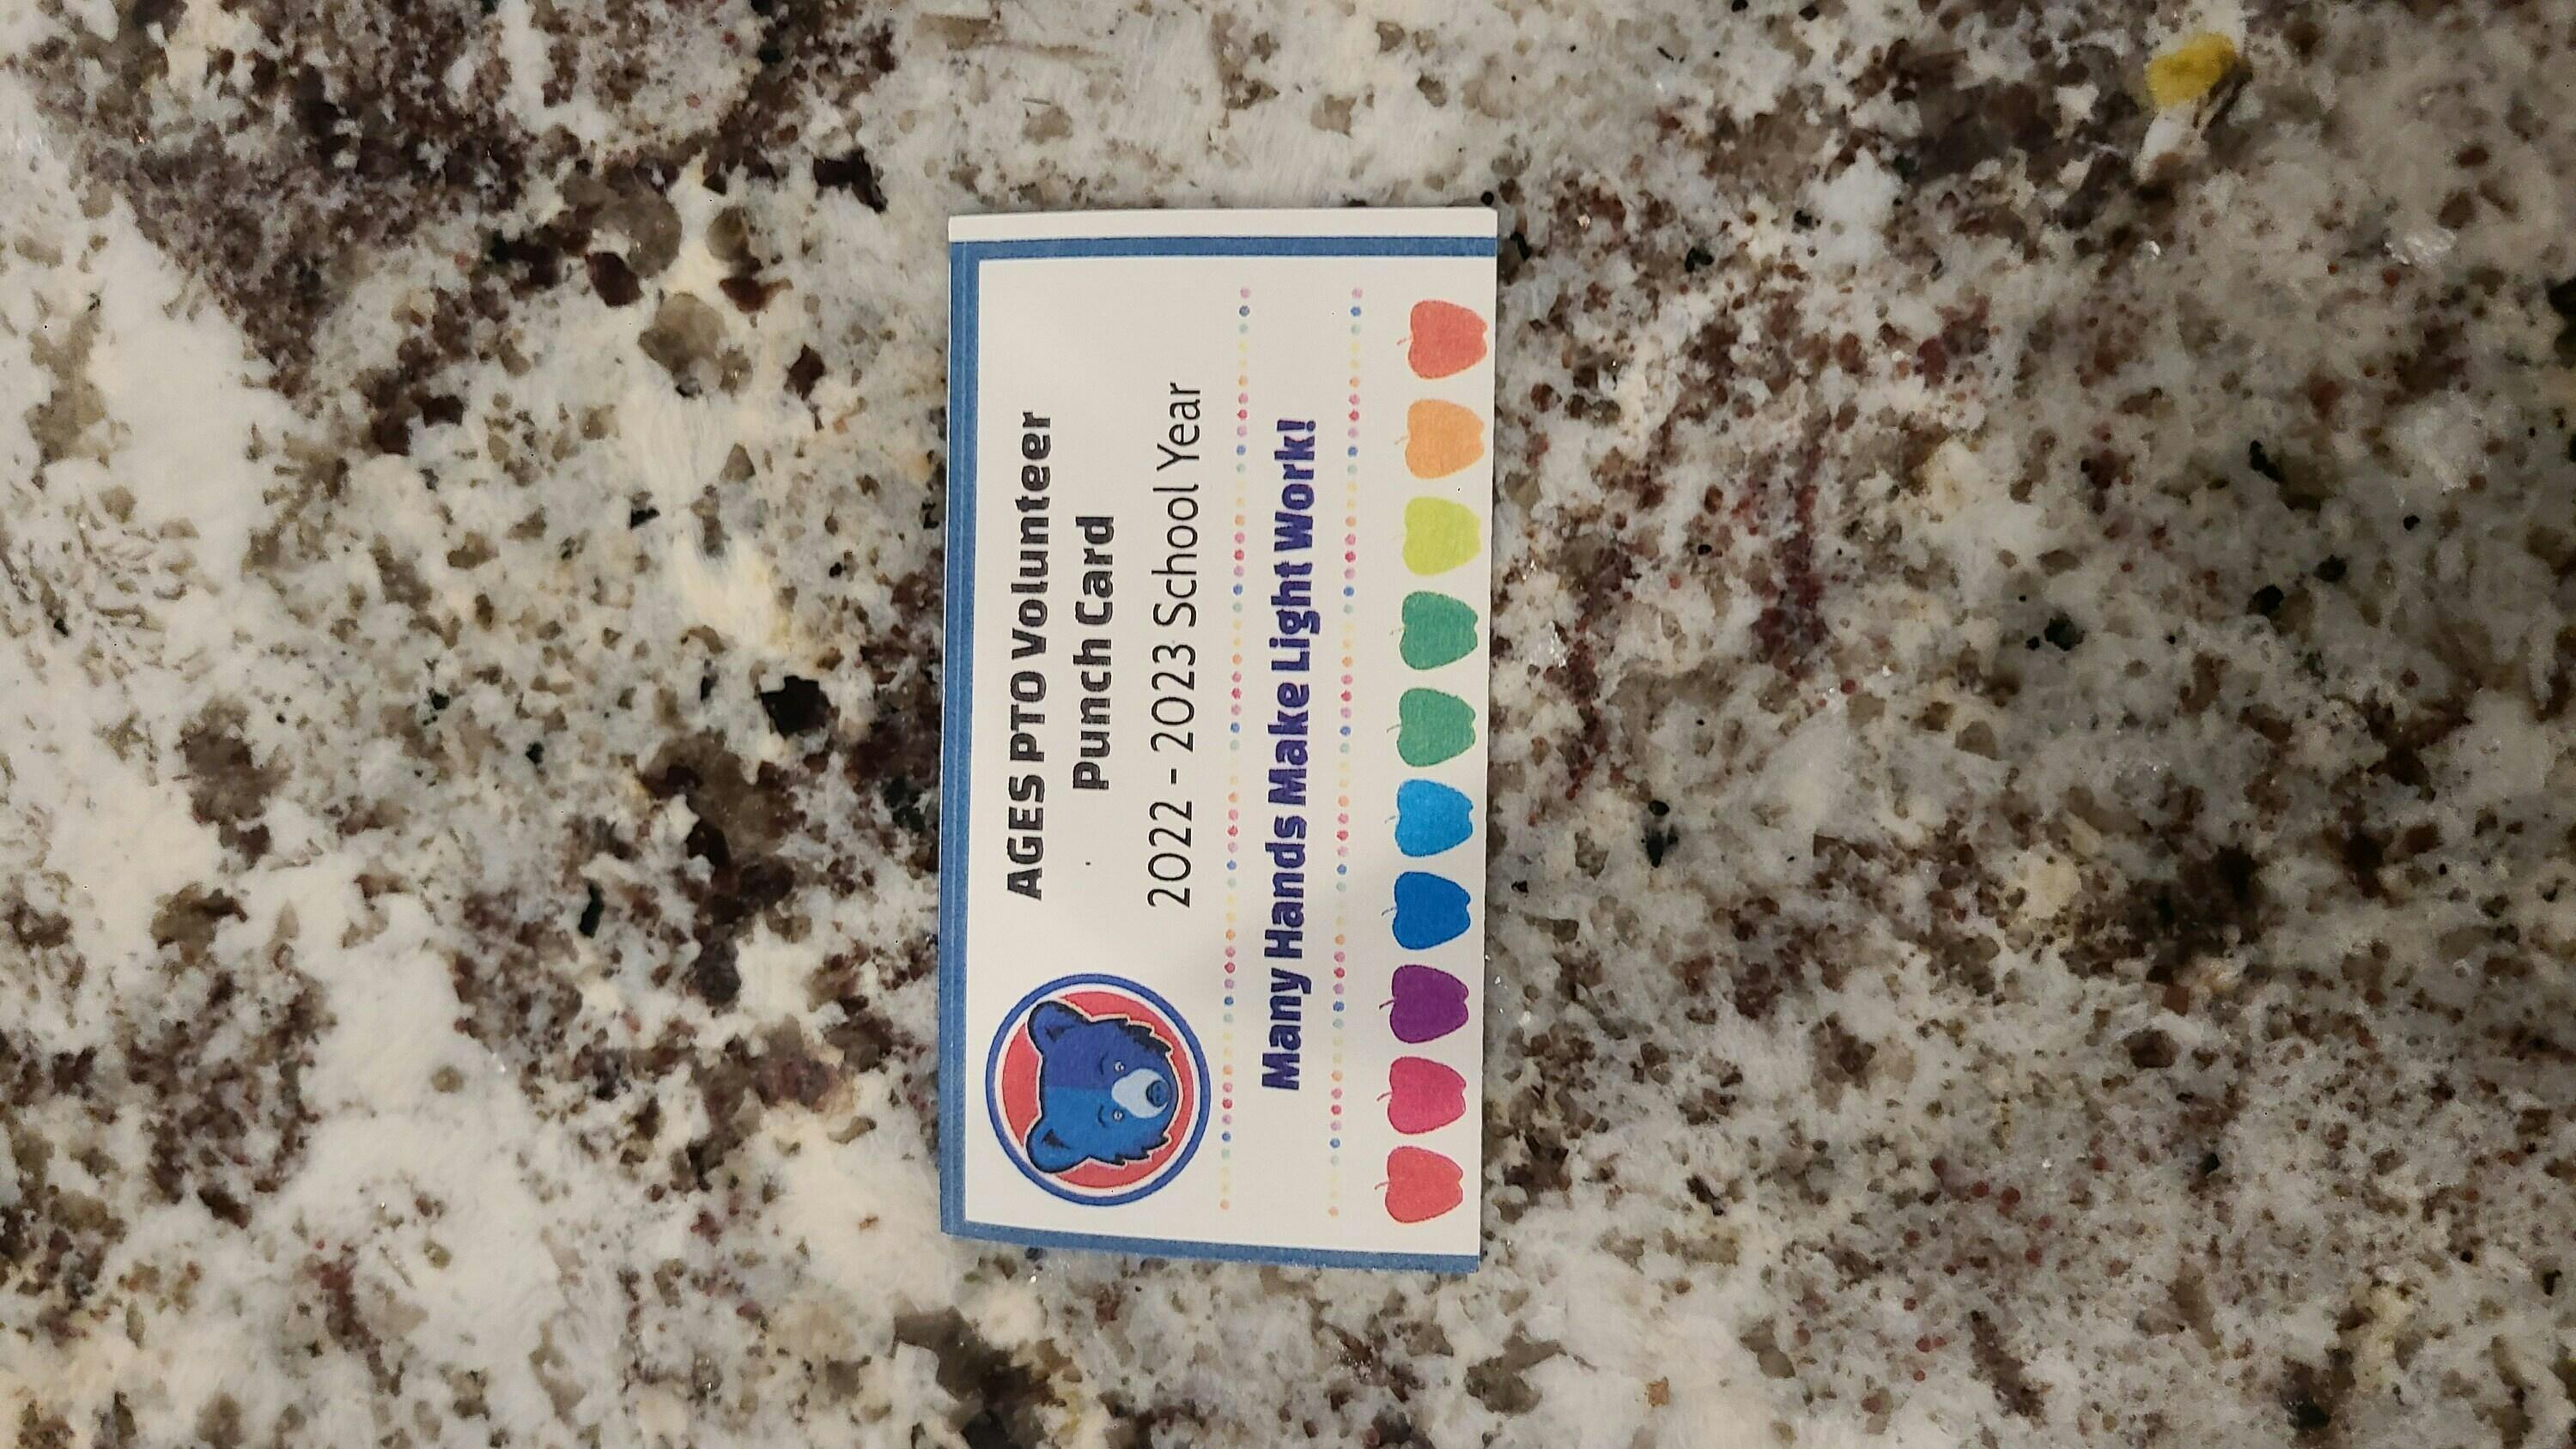 AGES PTO Volunteer
Punch Card
2022 - 2023 School Year
Many Hands Make Light Work!